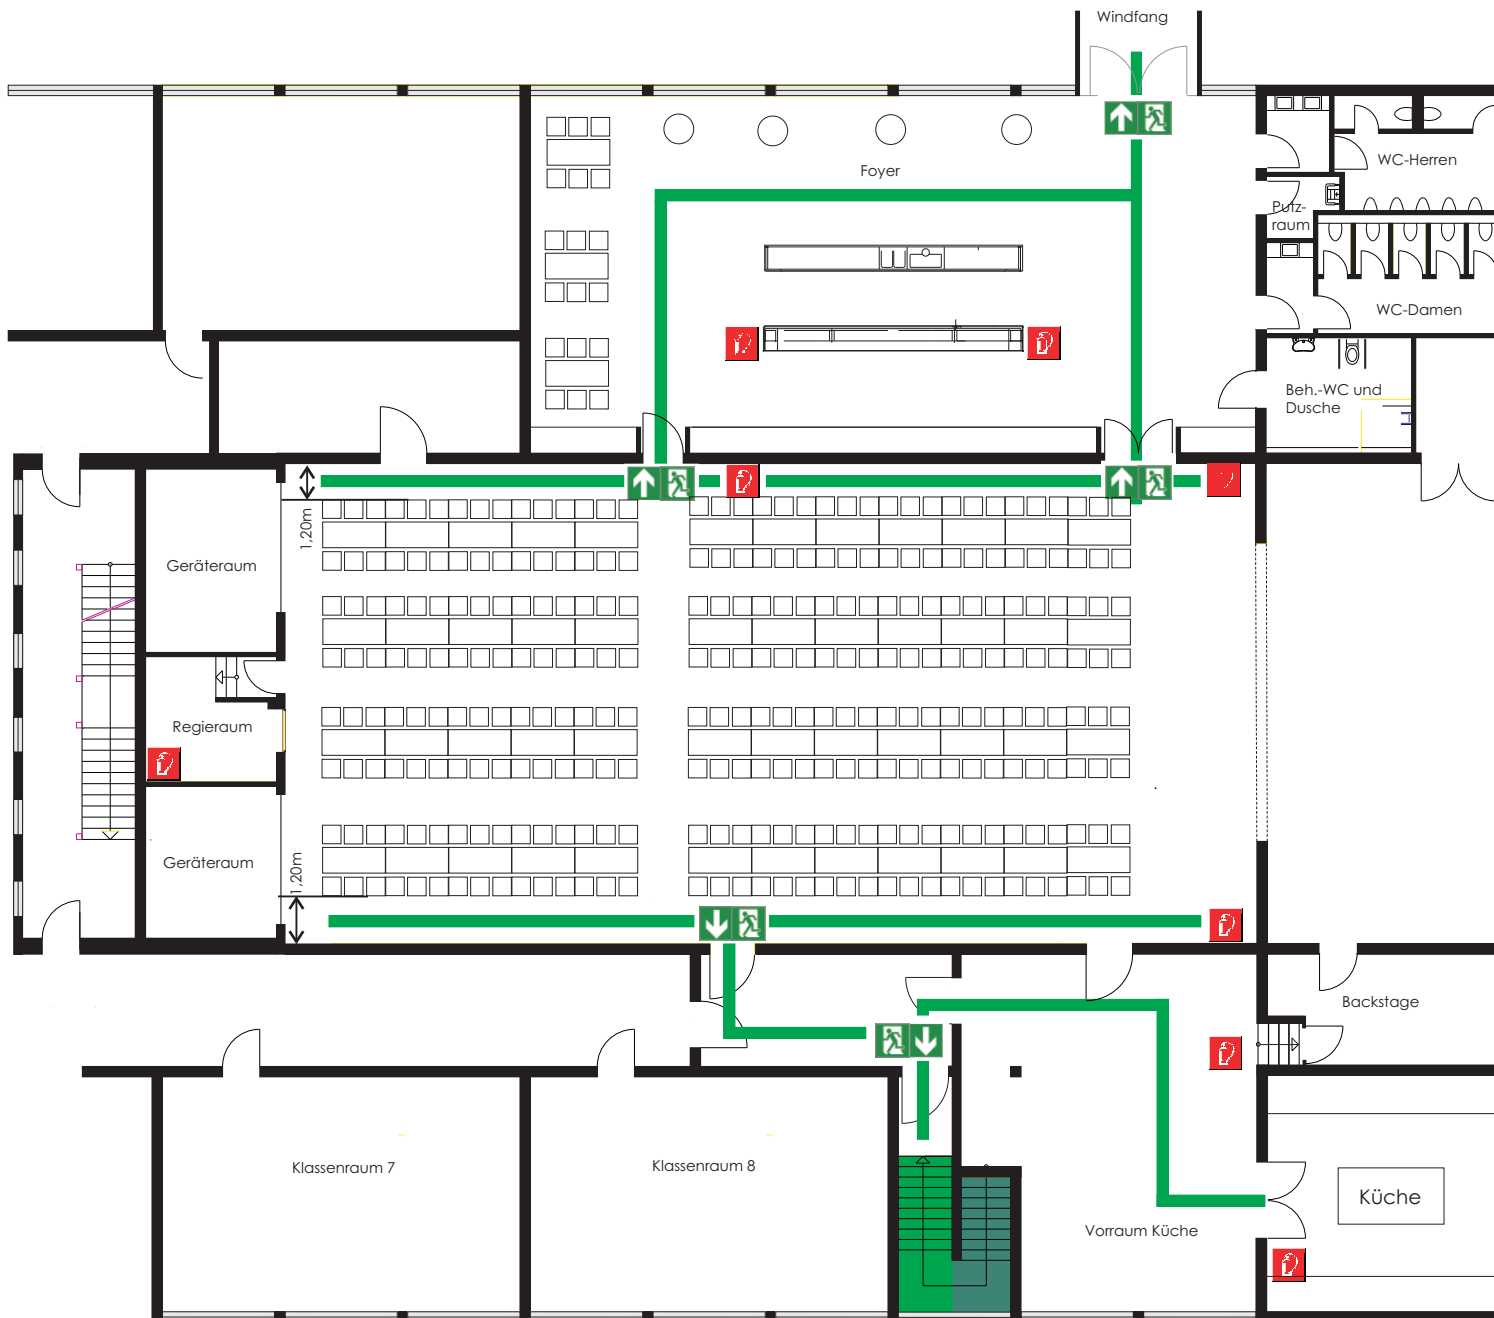 Windfang
Foyer
WC-Herren
Putz-
raum
WC-Damen
Beh.-WC und
Dusche
1,20m
Geräteraum
Regieraum
Geräteraum
1,20m
Backstage
Klassenraum 7
Klassenraum 8
Vorraum Küche
Küche